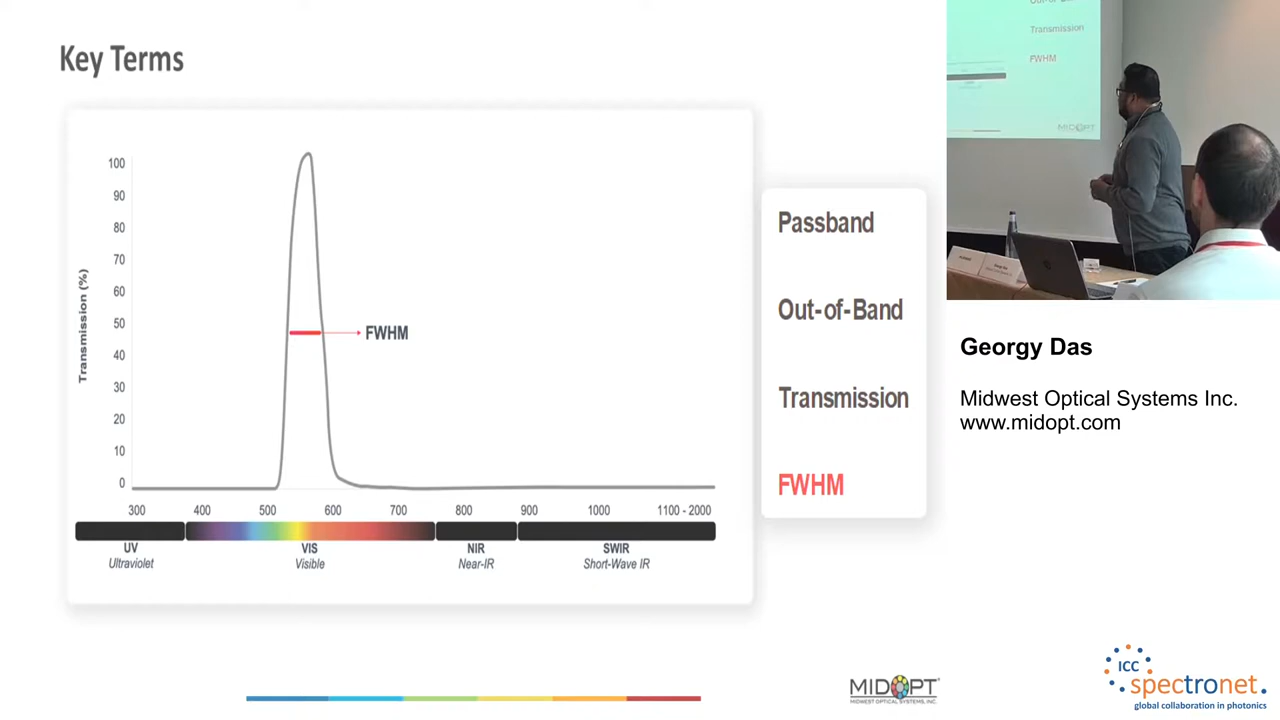 Key Terms
100
90
80
70
60
50
40
30
20
10
0
Transmission (%)
FWHM
300 400 500 600 700 800 900 1000 1100 - 2000
UV
Ultraviolet
VIS
Visible
NIR
Near-IR
SWIR
Short-Wave IR
Passband
Out-of-Band
Transmission
FWHM
Transmission
FWHM
MIDOPT
Georgy Das
Midwest Optical Systems Inc.
www.midopt.com
MIDOPT
MIDWEST OPTICAL SYSTEMS, INC.
ICC
spectronet.
global collaboration in photonics